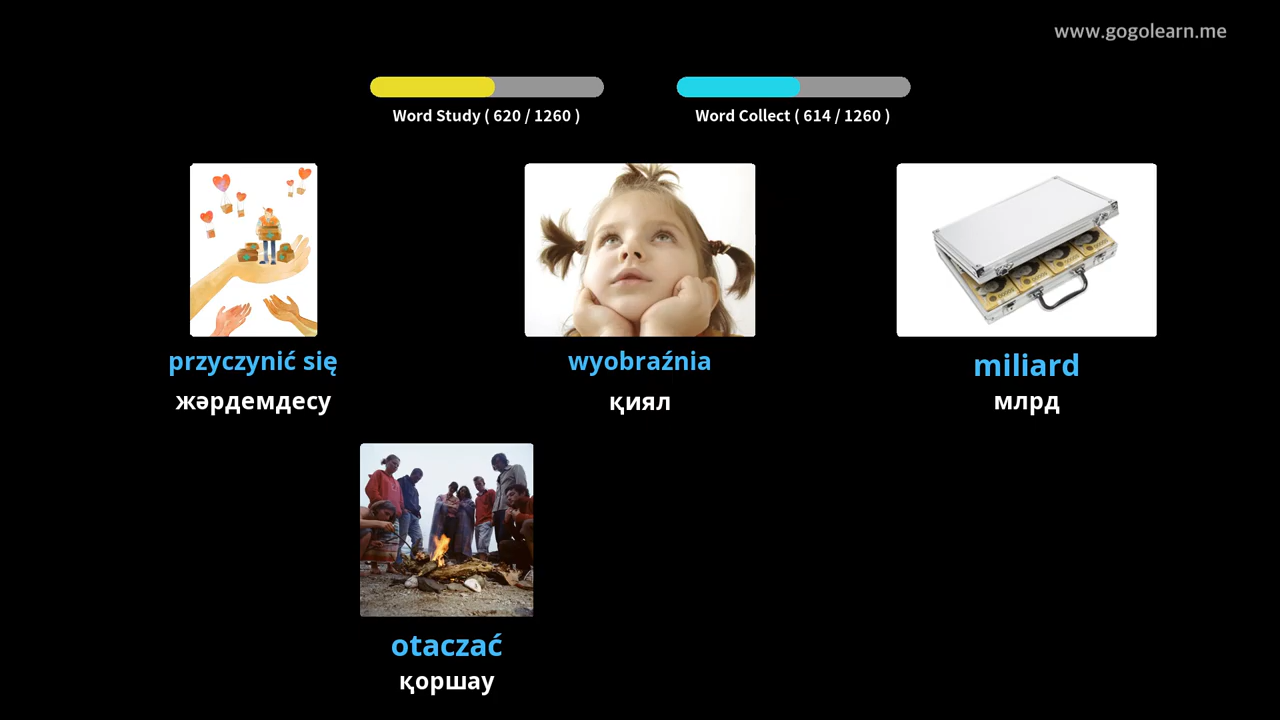 www.gogolearn.me
Word Study ( 620 / 1260 )
Word Collect ( 614 / 1260 )
przyczynić się
жәрдемдесу
wyobraźnia
қиял
miliard
млрд
otaczać
қоршау